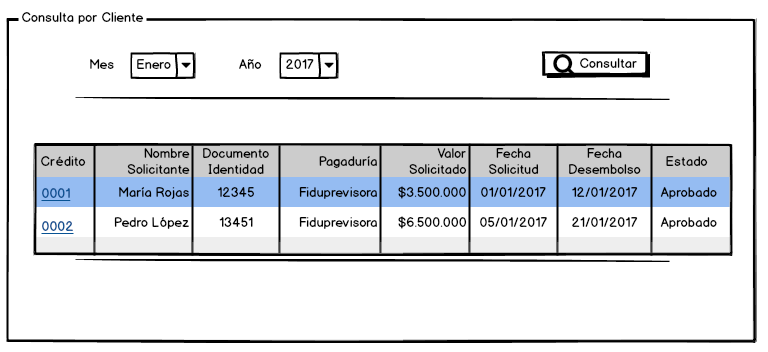 Consulta por Cliente
Mes Enero Año 2017 Consultar
Crédito Nombre Solicitante Documento Identidad Pagaduría Valor Solicitado Fecha Solicitud Fecha Desembolso Estado
0001 María Rojas 12345 Fiduprevisora $3.500.000 01/01/2017 12/01/2017 Aprobado
0002 Pedro López 13451 Fiduprevisora $6.500.000 05/01/2017 21/01/2017 Aprobado